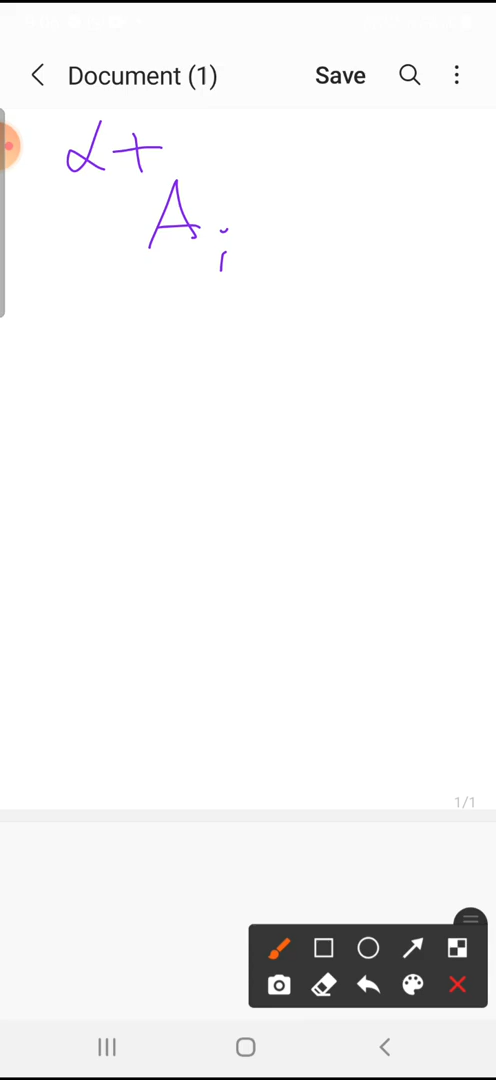 Document (1) Save
α+
A;
1/1